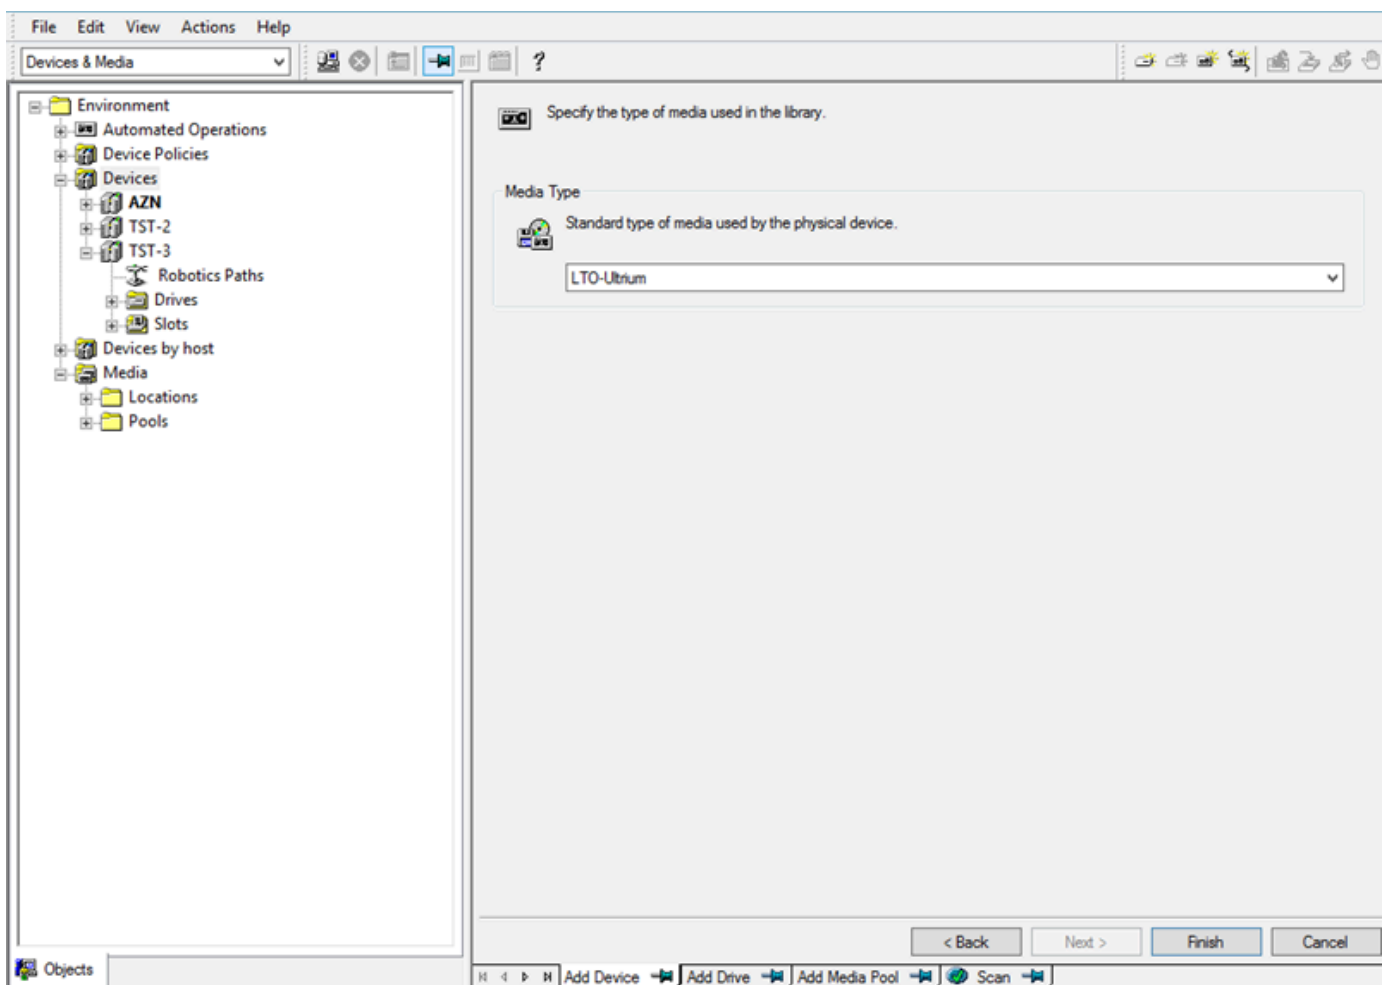 File Edit View Actions Help
Devices & Media
?
Environment
Automated Operations
Device Policies
Devices
AZN
TST-2
TST-3
Robotics Paths
Drives
Slots
Devices by host
Media
Locations
Pools
Objects
Specify the type of media used in the library.
Media Type
Standard type of media used by the physical device.
LTO-Ultrium
< Back Next > Finish Cancel
Add Device Add Drive Add Media Pool Scan